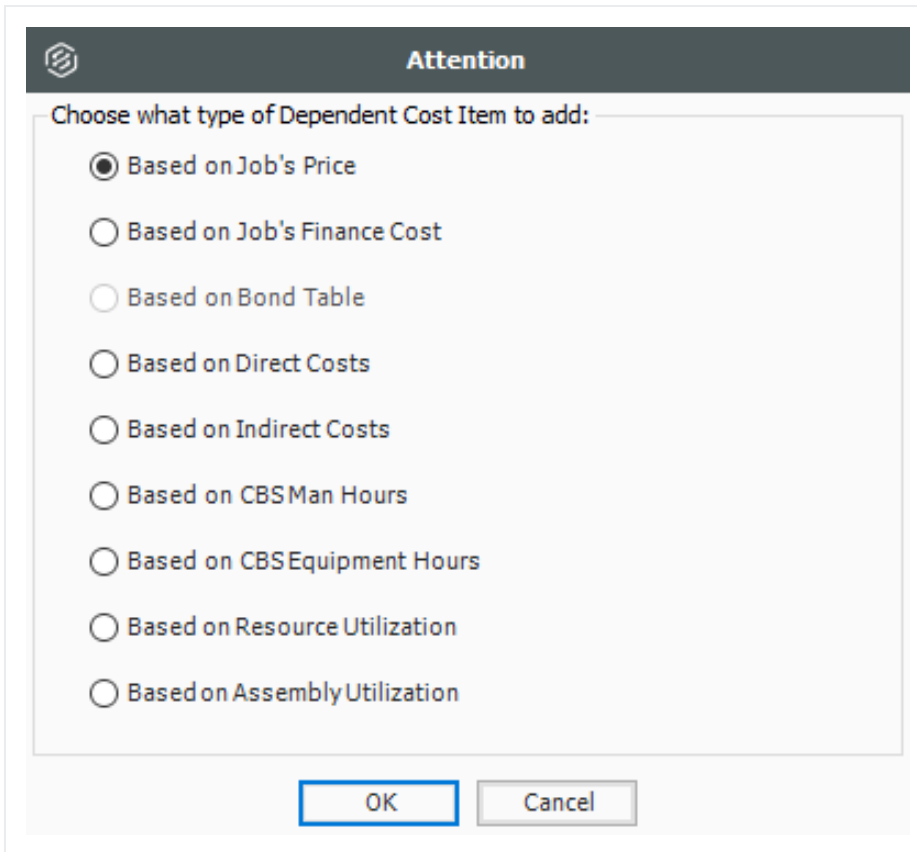 Attention
Choose what type of Dependent Cost Item to add:
Based on Job's Price
Based on Job's Finance Cost
Based on Bond Table
Based on Direct Costs
Based on Indirect Costs
Based on CBS Man Hours
Based on CBS Equipment Hours
Based on Resource Utilization
Based on Assembly Utilization
OK Cancel